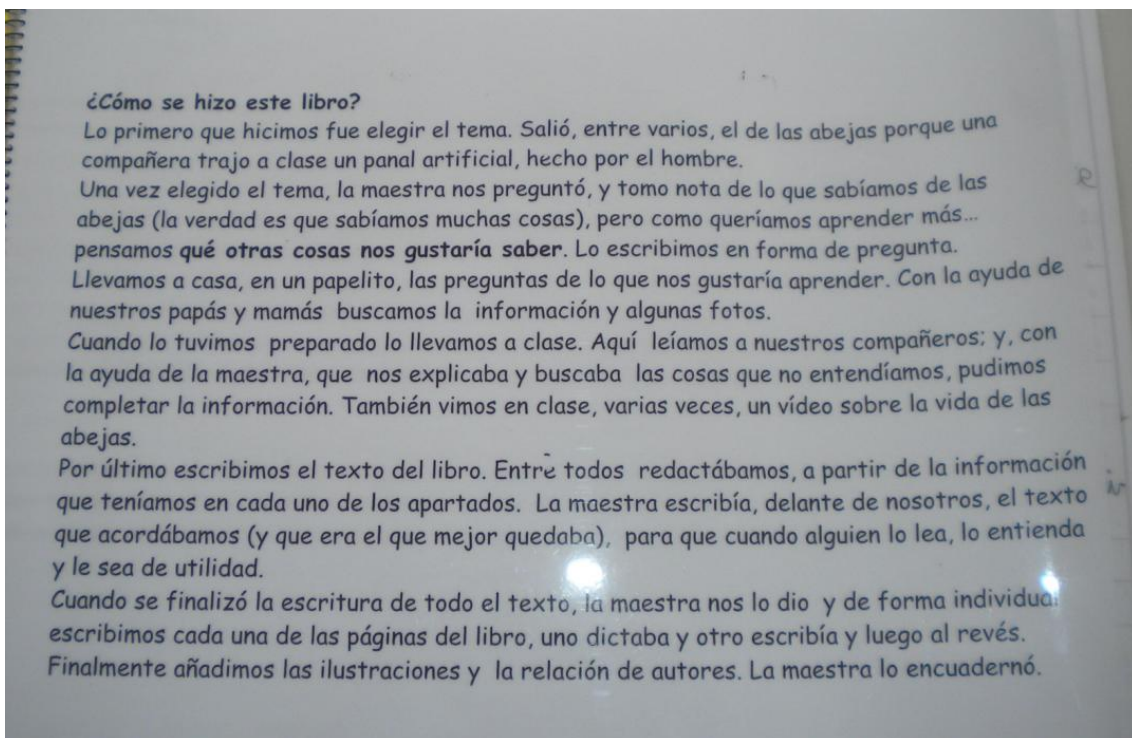 ¿Cómo se hizo este libro?
Lo primero que hicimos fue elegir el tema. Salió, entre varios, el de las abejas porque una
compañera trajo a clase un panal artificial, hecho por el hombre.
Una vez elegido el tema, la maestra nos preguntó, y tomo nota de lo que sabíamos de las
abejas (la verdad es que sabíamos muchas cosas), pero como queríamos aprender más...
pensamos qué otras cosas nos gustaría saber. Lo escribimos en forma de pregunta.
Llevamos a casa, en un papelito, las preguntas de lo que nos gustaría aprender. Con la ayuda de
nuestros papás y mamás buscamos la información y algunas fotos.
Cuando lo tuvimos preparado lo llevamos a clase. Aquí leíamos a nuestros compañeros; y, con
la ayuda de la maestra, que nos explicaba y buscaba las cosas que no entendíamos, pudimos
completar la información. También vimos en clase, varias veces, un vídeo sobre la vida de las
abejas.
Por último escribimos el texto del libro. Entre todos redactábamos, a partir de la información
que teníamos en cada uno de los apartados. La maestra escribía, delante de nosotros, el texto
que acordábamos (y que era el que mejor quedaba), para que cuando alguien lo lea, lo entienda
y le sea de utilidad.
Cuando se finalizó la escritura de todo el texto, la maestra nos lo dio y de forma individual
escribimos cada una de las páginas del libro, uno dictaba y otro escribía y luego al revés.
Finalmente añadimos las ilustraciones y la relación de autores. La maestra lo encuadernó.